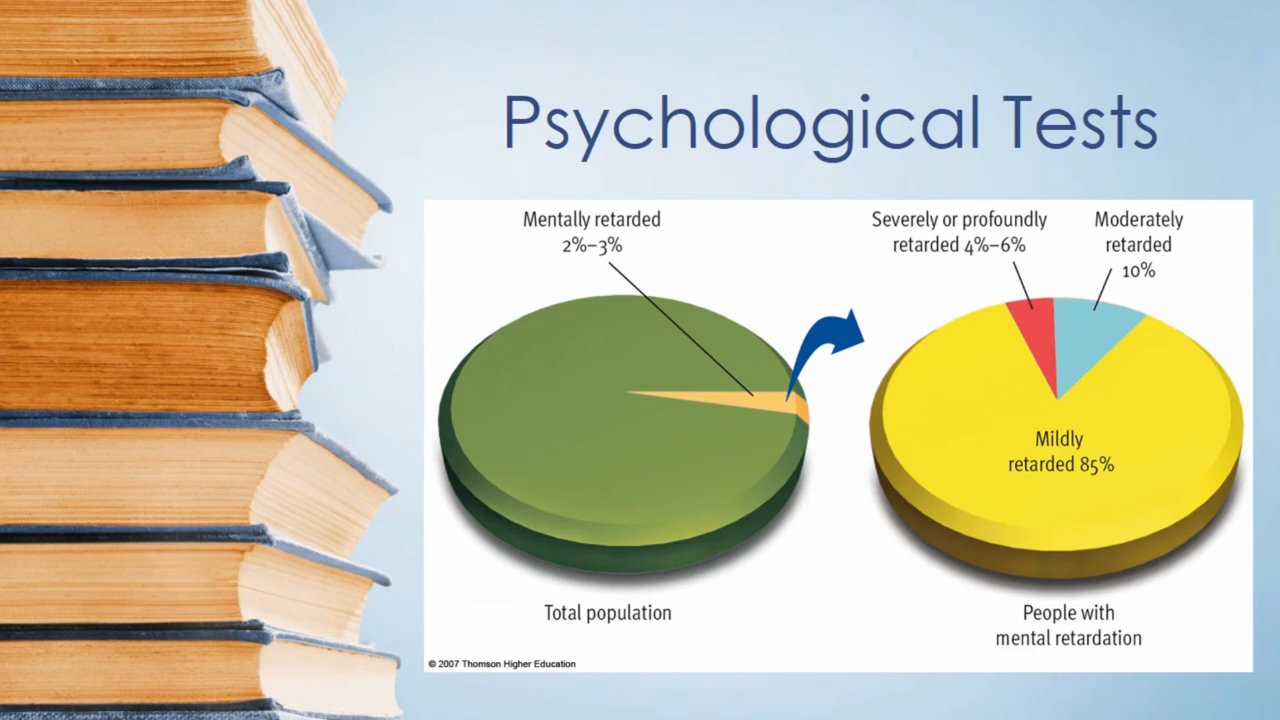 Psychological Tests
Mentally retarded
2%–3%
Severely or profoundly
retarded 4%–6%
Moderately
retarded
10%
Mildly
retarded 85%
Total population
People with
mental retardation
© 2007 Thomson Higher Education